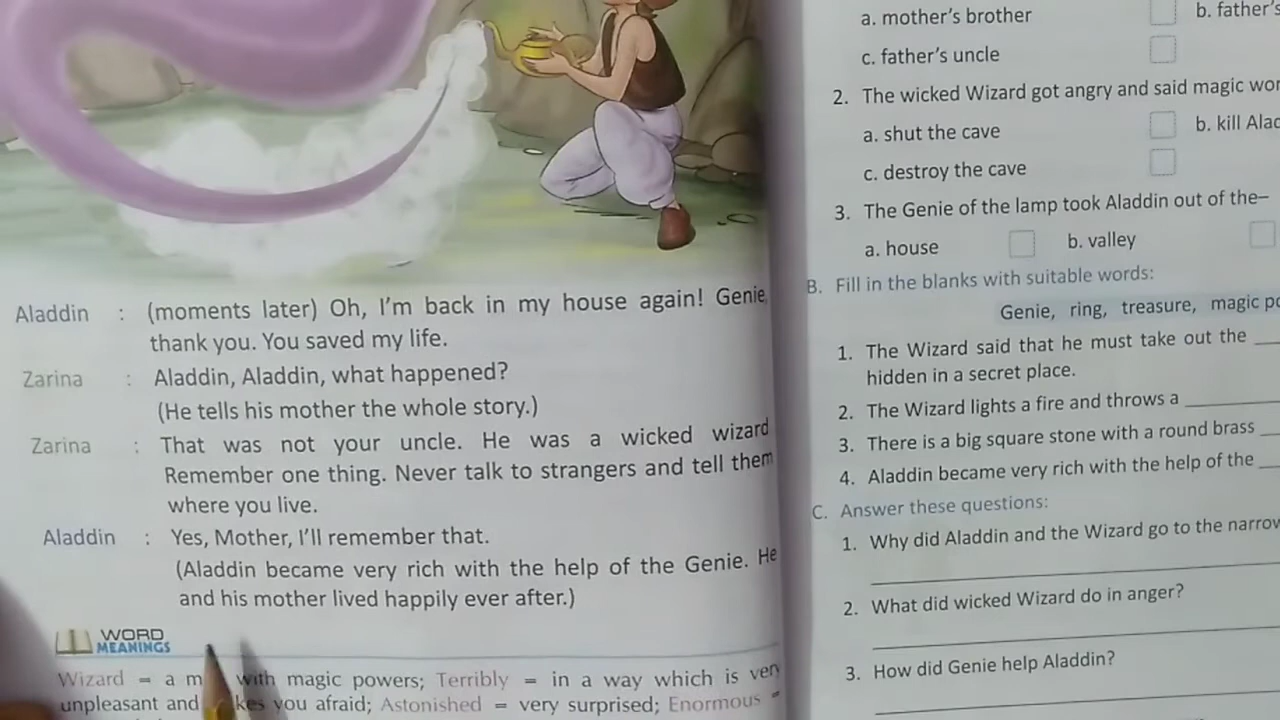 Aladdin : (moments later) Oh, I'm back in my house again! Genie
thank you. You saved my life.
Zarina : Aladdin, Aladdin, what happened?
(He tells his mother the whole story.)
Zarina : That was not your uncle. He was a wicked wizard
Remember one thing. Never talk to strangers and tell them
where you live.
Aladdin : Yes, Mother, I'll remember that.
(Aladdin became very rich with the help of the Genie. He
and his mother lived happily ever after.)
WORD
MEANINGS
Wizard = a m with magic powers; Terribly = in a way which is very
unpleasant and kes you afraid; Astonished = very surprised; Enormous =
a. mother's brother b. father's
c. father's uncle
2. The wicked Wizard got angry and said magic wor
a. shut the cave b. kill Alad
c. destroy the cave
3. The Genie of the lamp took Aladdin out of the–
a. house b. valley
B. Fill in the blanks with suitable words:
Genie, ring, treasure, magic po
1. The Wizard said that he must take out the ___
hidden in a secret place.
2. The Wizard lights a fire and throws a ___
3. There is a big square stone with a round brass ___
4. Aladdin became very rich with the help of the ___
C. Answer these questions:
1. Why did Aladdin and the Wizard go to the narrow
2. What did wicked Wizard do in anger?
3. How did Genie help Aladdin?